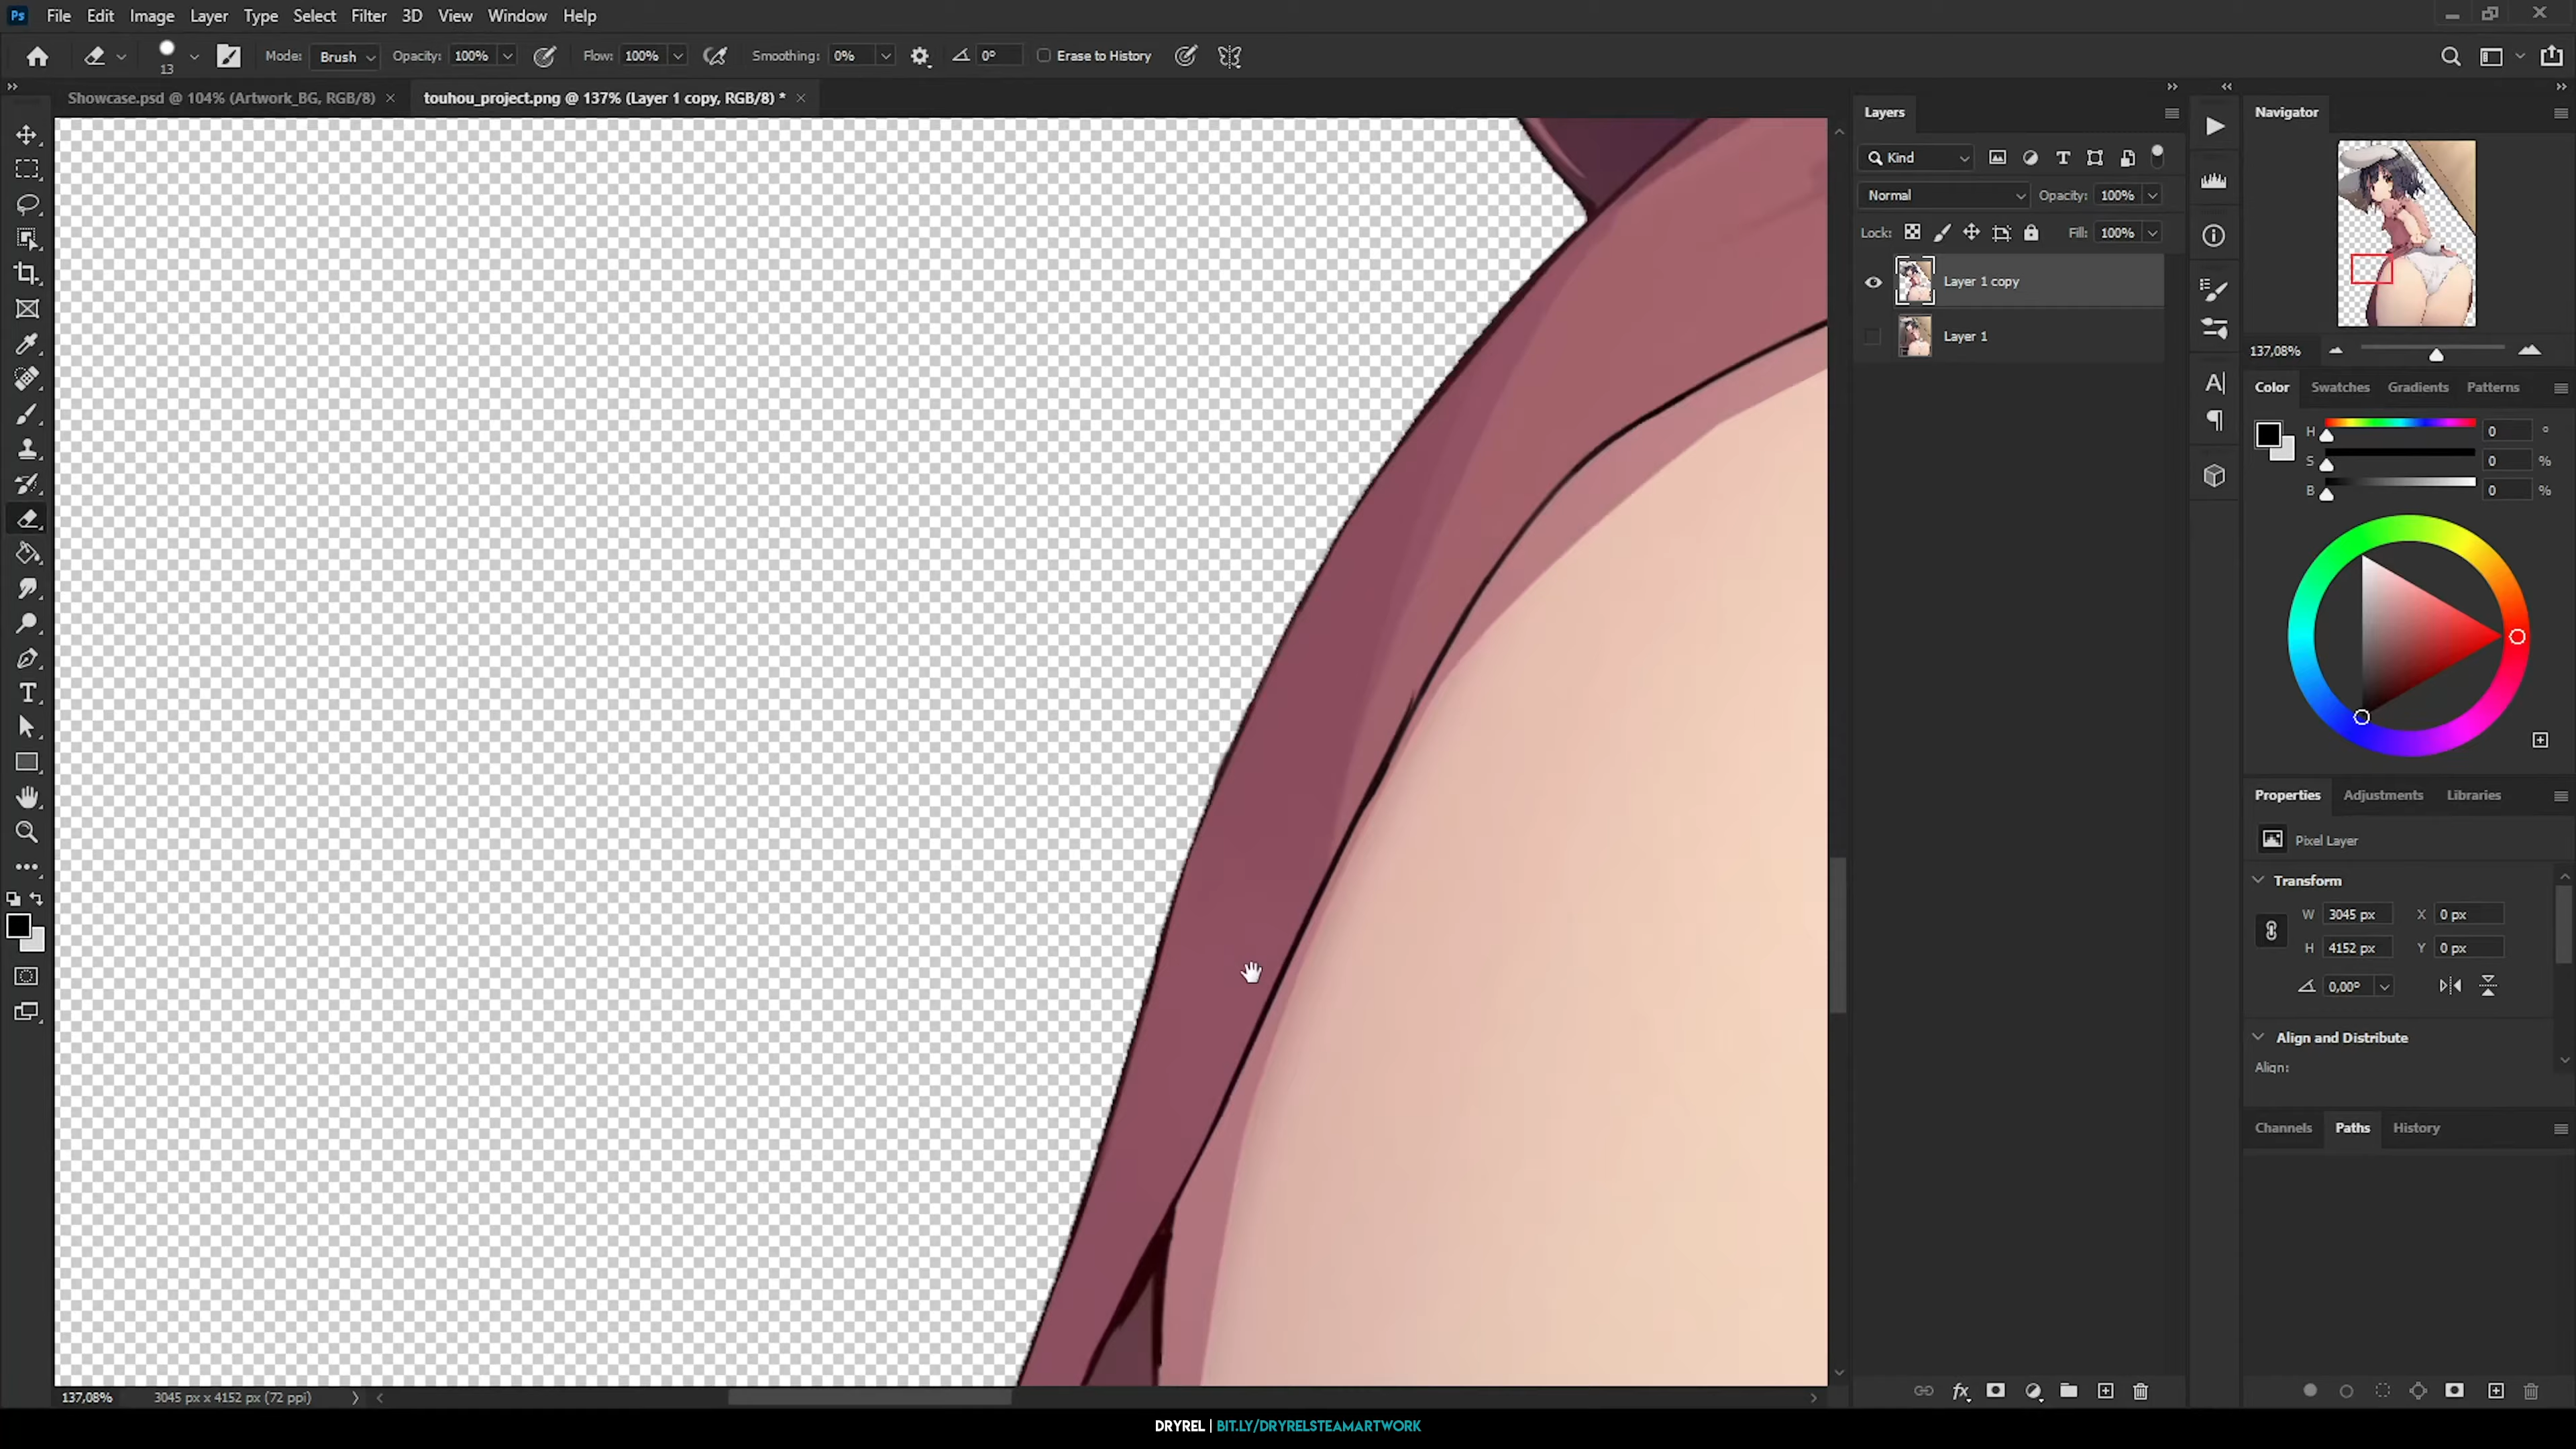 Ps File Edit Image Layer Type Select Filter 3D View Window Help
13 Mode: Brush Opacity: 100% Flow: 100% Smoothing: 0% 0° Erase to History
Showcase.psd @ 104% (Artwork_BG, RGB/8) × touhou_project.png @ 137% (Layer 1 copy, RGB/8) * ×
Layers
Kind
Normal Opacity: 100%
Lock: Fill: 100%
Layer 1 copy
Layer 1
Navigator
137,08%
Color Swatches Gradients Patterns
H 0 °
S 0 %
B 0 %
Properties Adjustments Libraries
Pixel Layer
Transform
W 3045 px X 0 px
H 4152 px Y 0 px
0,00°
Align and Distribute
Align:
Channels Paths History
137,08% 3045 px x 4152 px (72 ppi)
DRYREL | BIT.LY/DRYRELSTEAMARTWORK